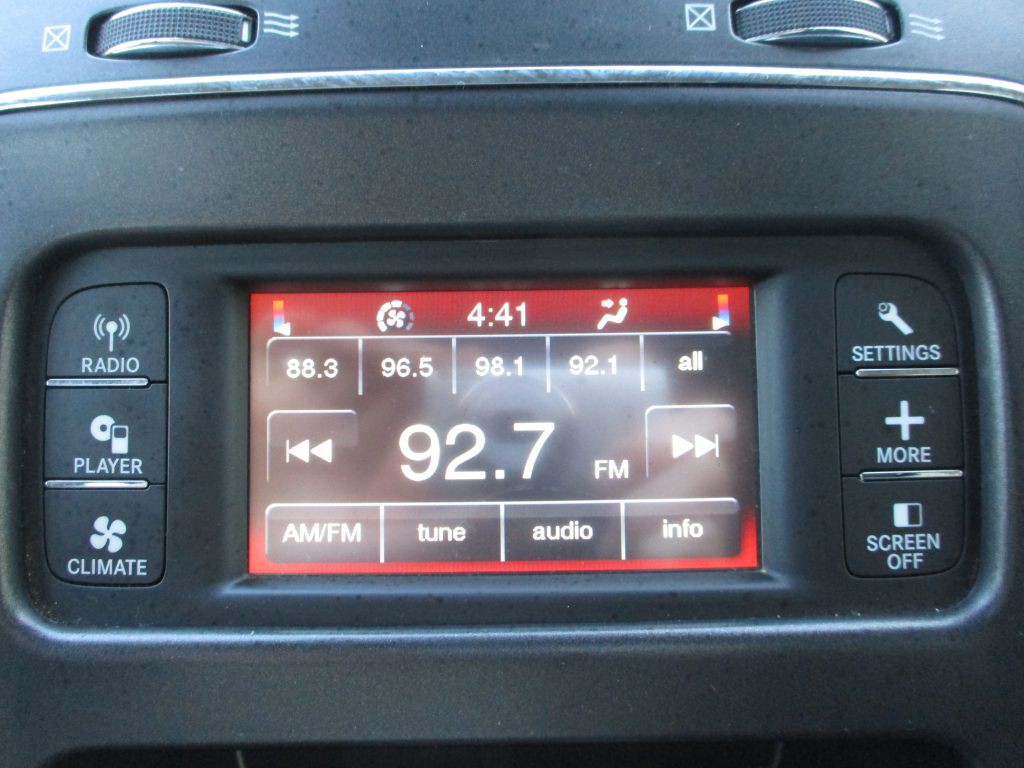 4:41
88.3 96.5 98.1 92.1 all
92.7 FM
AM/FM tune audio info
RADIO
PLAYER
CLIMATE
SETTINGS
MORE
SCREEN
OFF